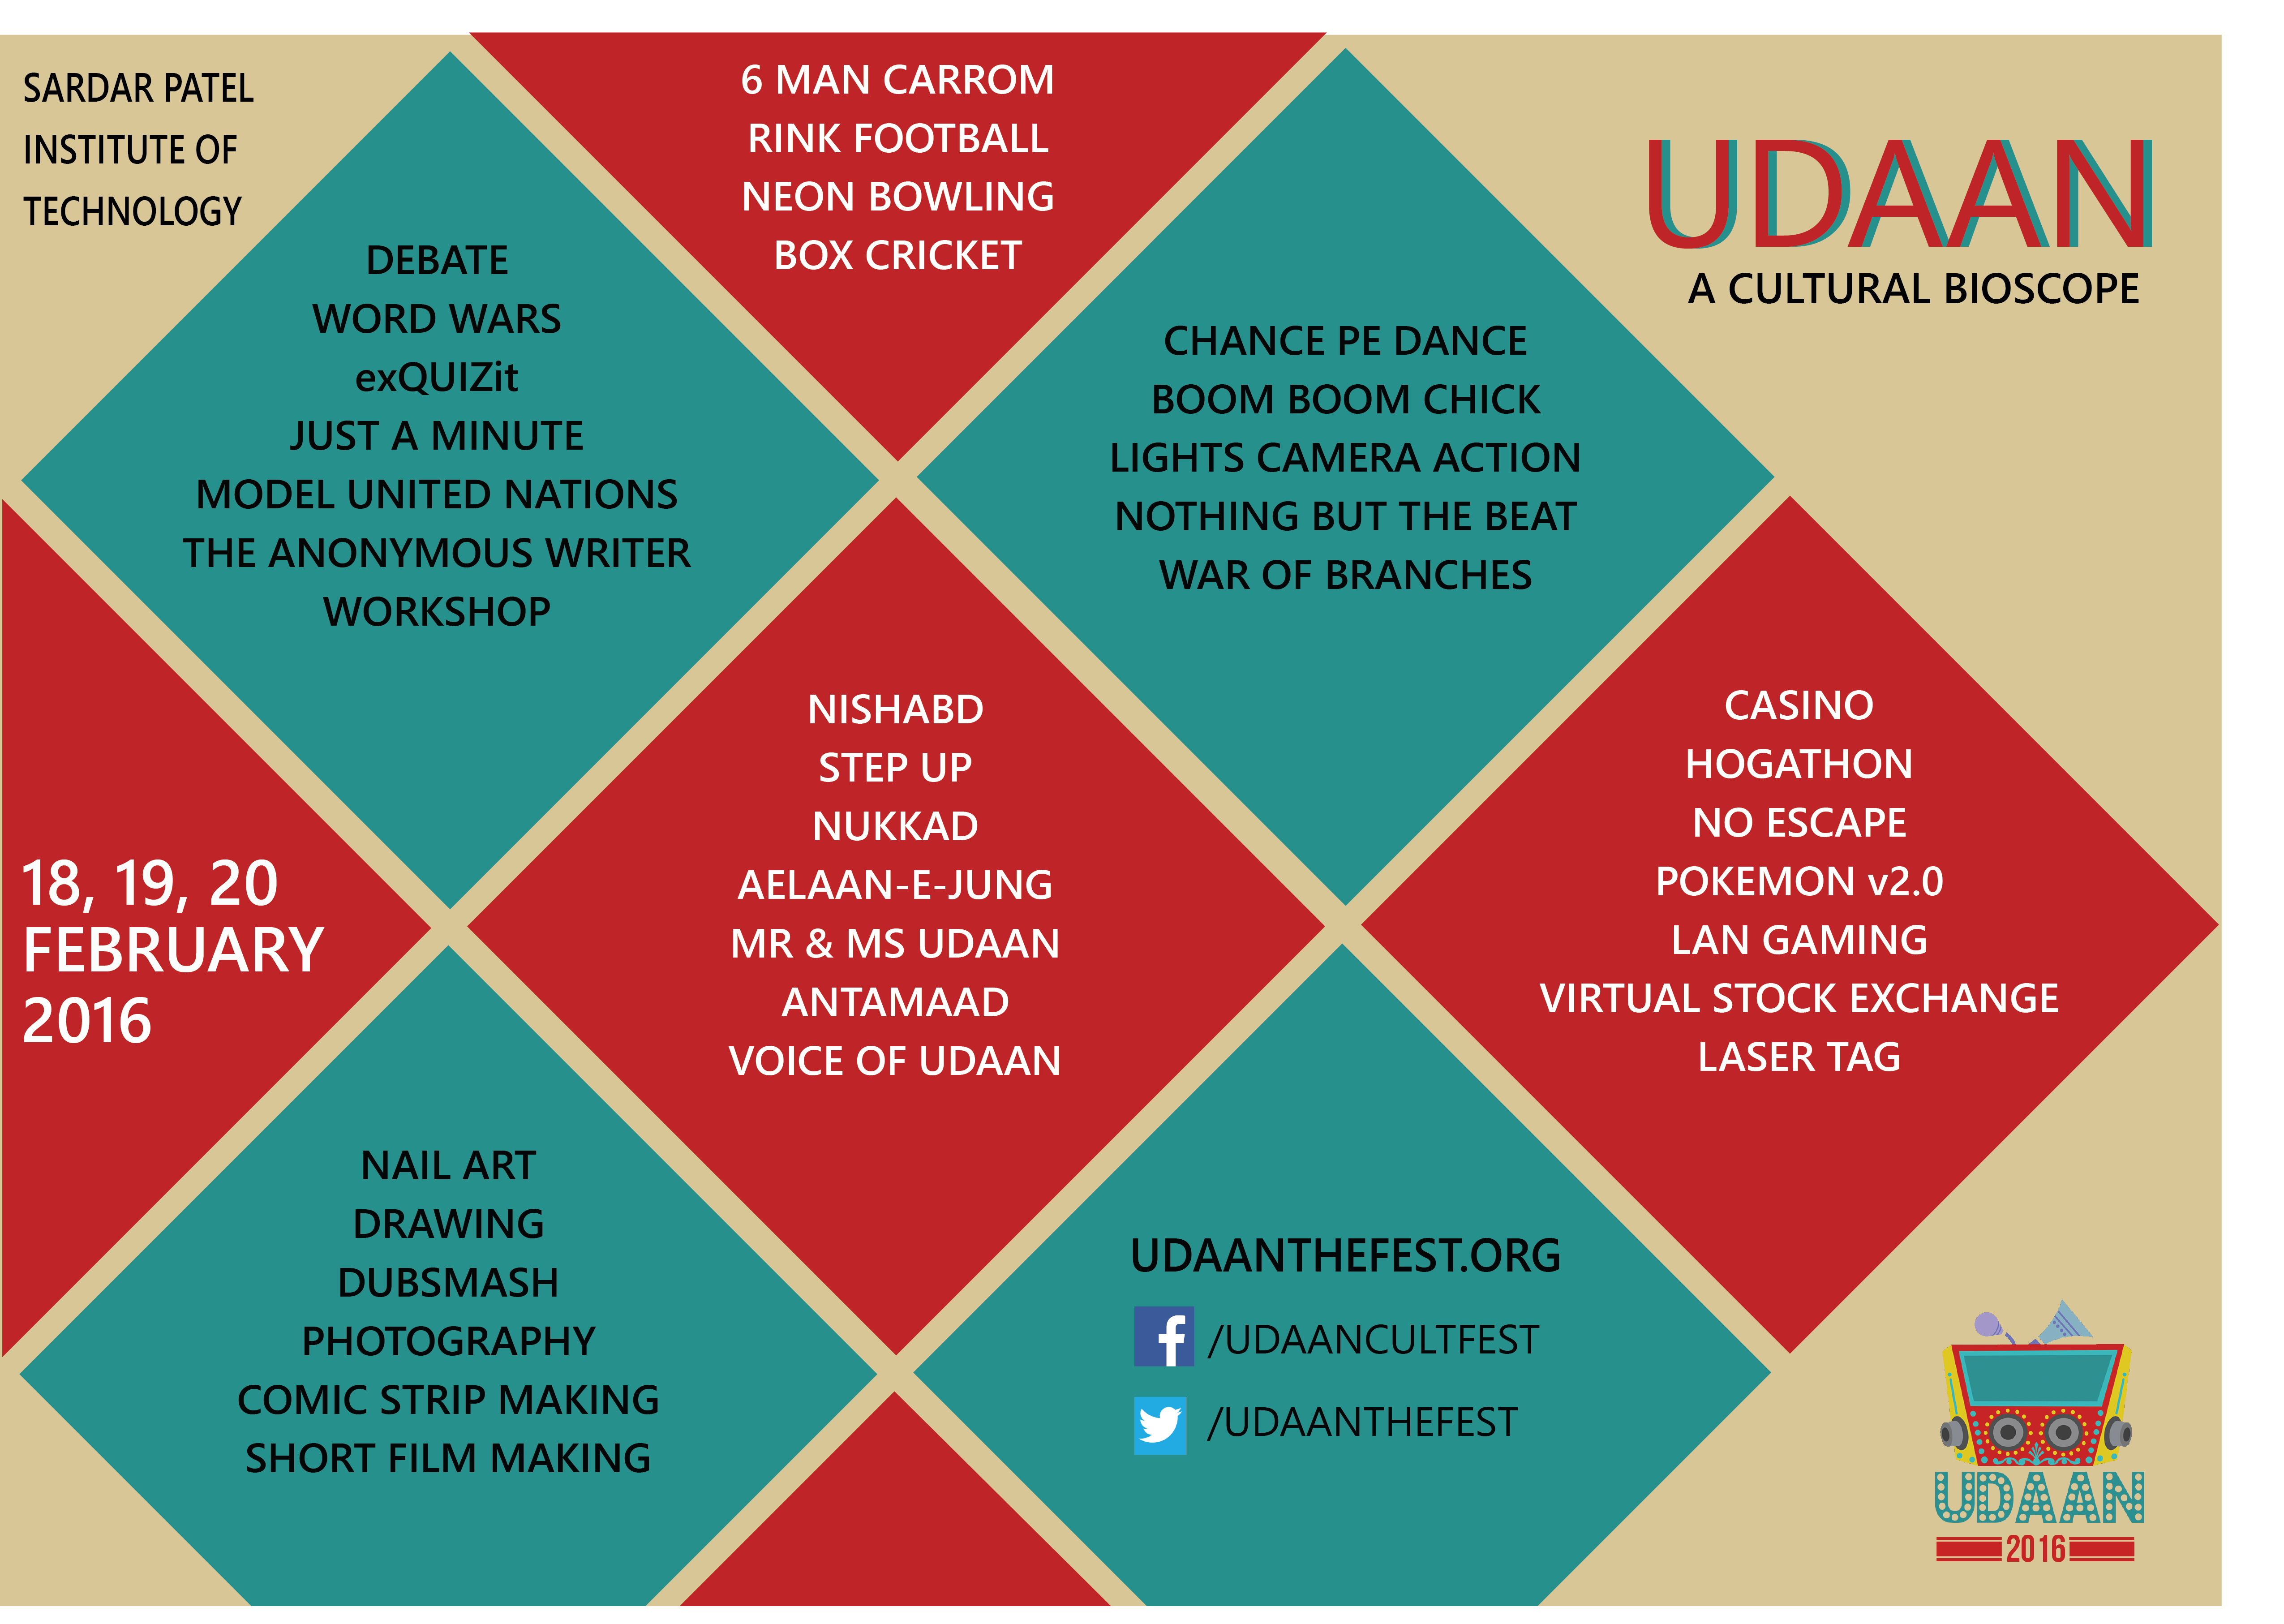 SARDAR PATEL
INSTITUTE OF
TECHNOLOGY
6 MAN CARROM
RINK FOOTBALL
NEON BOWLING
BOX CRICKET
UDAAN
A CULTURAL BIOSCOPE
DEBATE
WORD WARS
exQUIZit
JUST A MINUTE
MODEL UNITED NATIONS
THE ANONYMOUS WRITER
WORKSHOP
CHANCE PE DANCE
BOOM BOOM CHICK
LIGHTS CAMERA ACTION
NOTHING BUT THE BEAT
WAR OF BRANCHES
18, 19, 20
FEBRUARY
2016
NISHABD
STEP UP
NUKKAD
AELAAN-E-JUNG
MR & MS UDAAN
ANTAMAAD
VOICE OF UDAAN
CASINO
HOGATHON
NO ESCAPE
POKEMON v2.0
LAN GAMING
VIRTUAL STOCK EXCHANGE
LASER TAG
NAIL ART
DRAWING
DUBSMASH
PHOTOGRAPHY
COMIC STRIP MAKING
SHORT FILM MAKING
UDAANTHEFEST.ORG
f /UDAANCULTFEST
/UDAANTHEFEST
UDAAN
2016